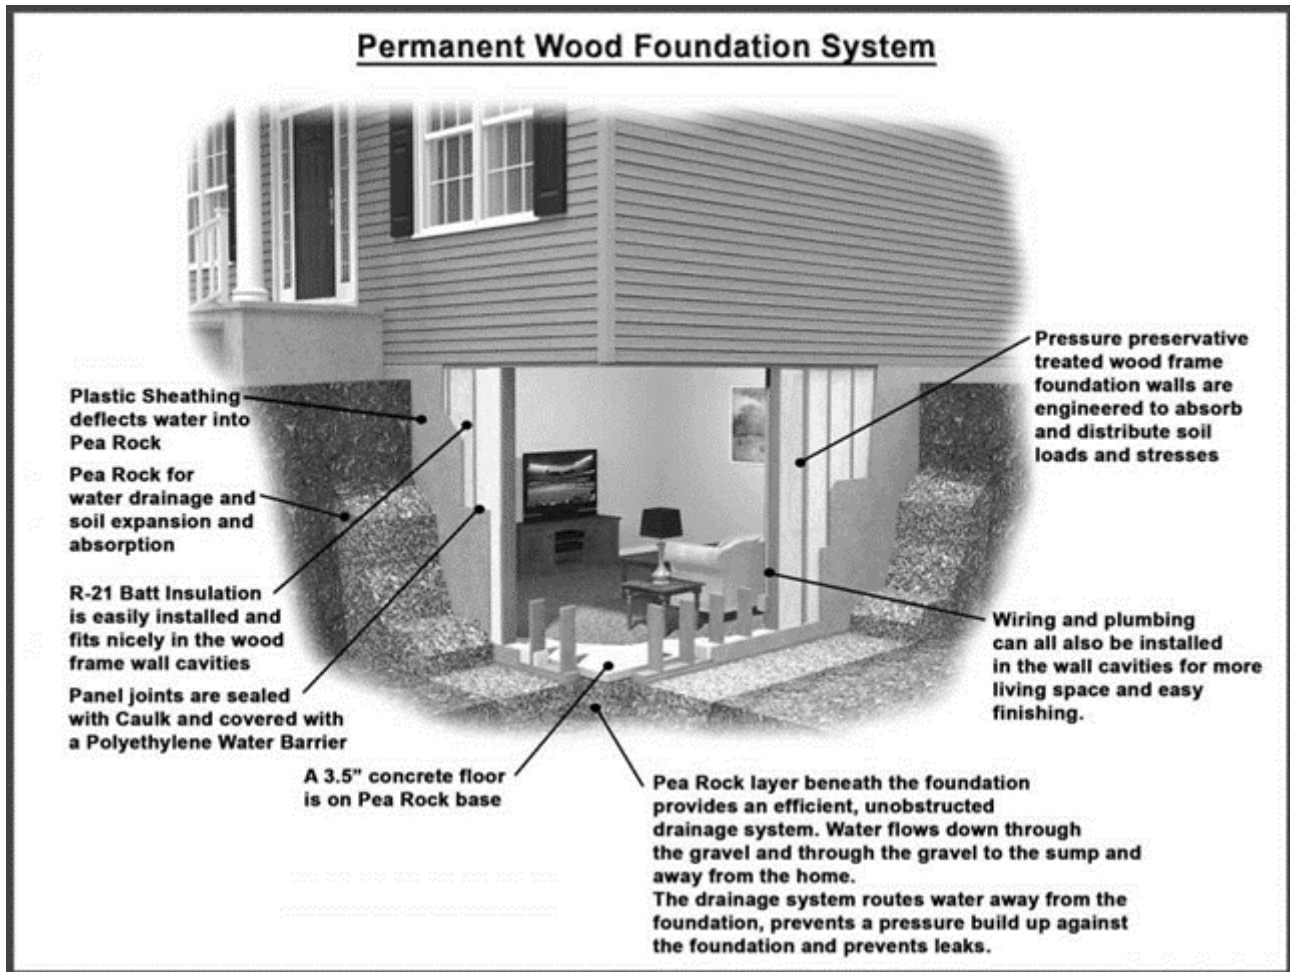 Permanent Wood Foundation System
Plastic Sheathing
deflects water into
Pea Rock
Pea Rock for
water drainage and
soil expansion and
absorption
R-21 Batt Insulation
is easily installed and
fits nicely in the wood
frame wall cavities
Panel joints are sealed
with Caulk and covered with
a Polyethylene Water Barrier
A 3.5" concrete floor
is on Pea Rock base
Pea Rock layer beneath the foundation
provides an efficient, unobstructed
drainage system. Water flows down through
the gravel and through the gravel to the sump and
away from the home.
The drainage system routes water away from the
foundation, prevents a pressure build up against
the foundation and prevents leaks.
Wiring and plumbing
can all also be installed
in the wall cavities for more
living space and easy
finishing.
Pressure preservative
treated wood frame
foundation walls are
engineered to absorb
and distribute soil
loads and stresses